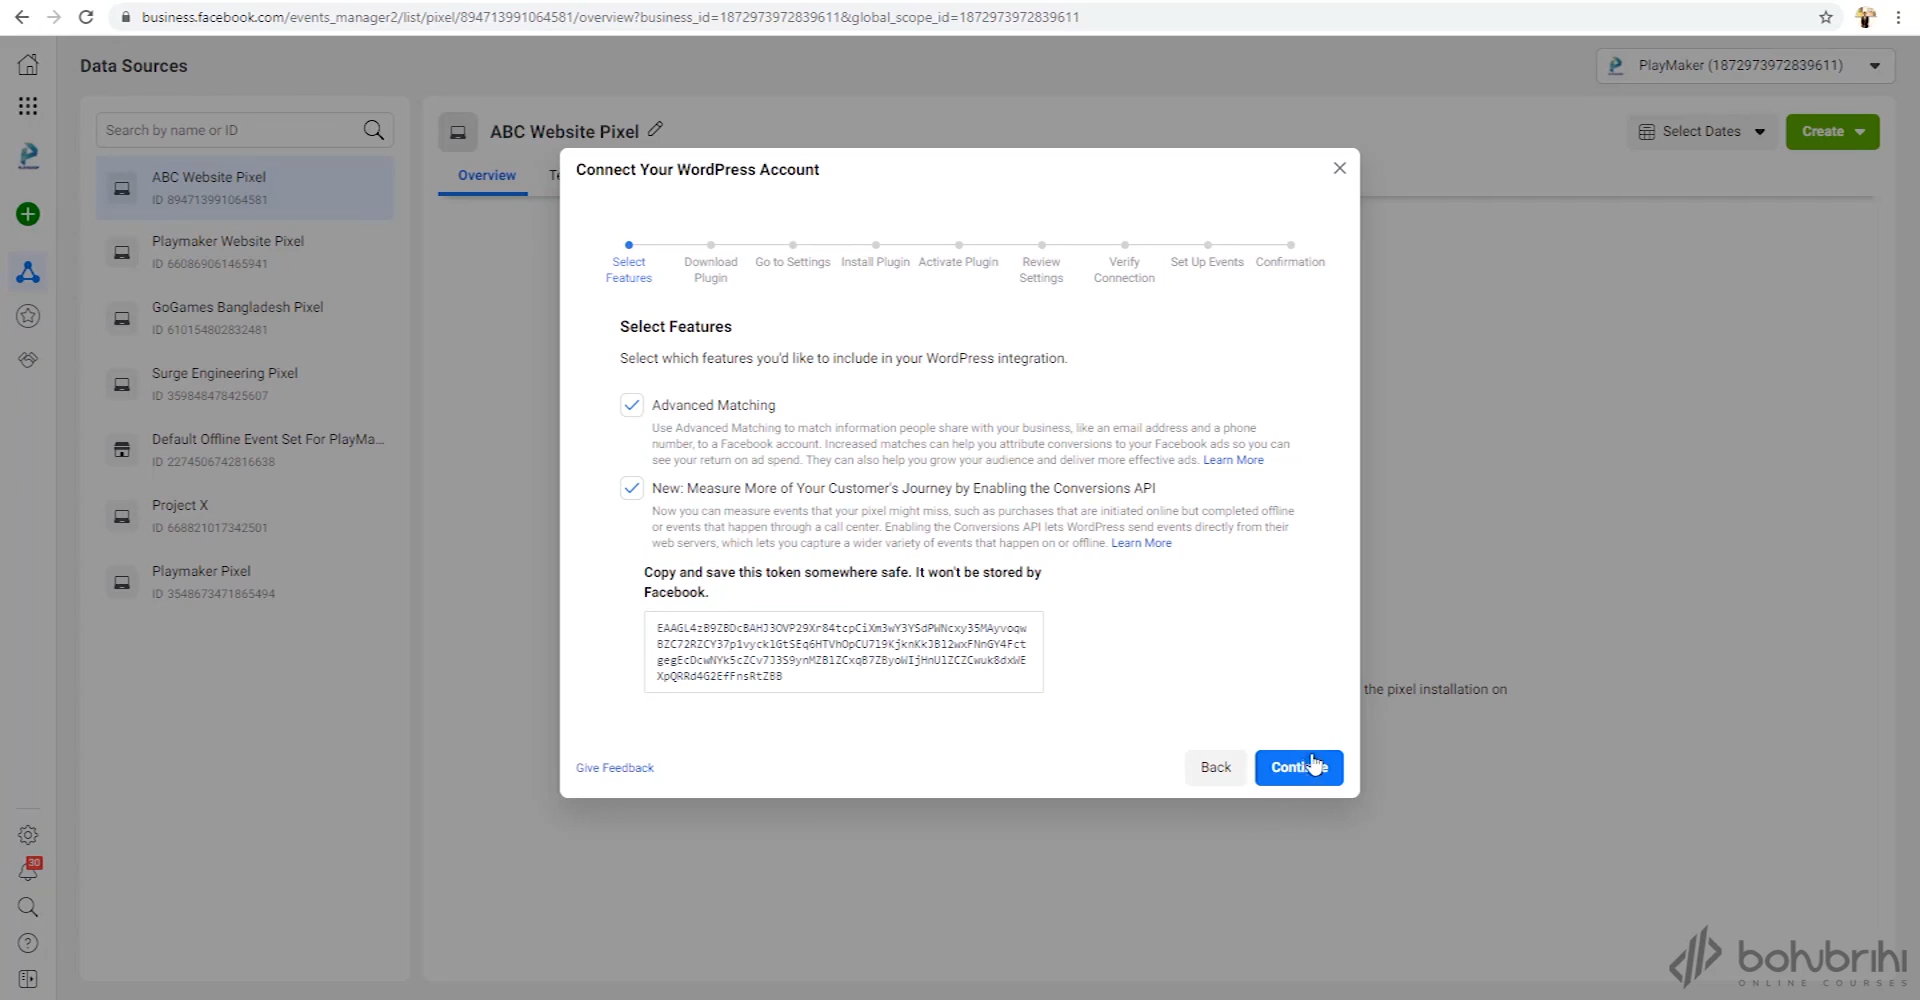 business.facebook.com/events_manager2/list/pixel/894713991064581/overview?business_id=1872973972839611&global_scope_id=1872973972839611
Data Sources
PlayMaker (1872973972839611)
Search by name or ID
ABC Website Pixel
ID 894713991064581
Playmaker Website Pixel
ID 660869061465941
GoGames Bangladesh Pixel
ID 610154802832481
Surge Engineering Pixel
ID 359848478425607
Default Offline Event Set For PlayMa...
ID 2274506742816638
Project X
ID 668821017342501
Playmaker Pixel
ID 3548673471865494
30
ABC Website Pixel
Select Dates
Create
Overview
Te
Connect Your WordPress Account
Select Features
Download Plugin
Go to Settings
Install Plugin
Activate Plugin
Review Settings
Verify Connection
Set Up Events
Confirmation
Select Features
Select which features you'd like to include in your WordPress integration.
Advanced Matching
Use Advanced Matching to match information people share with your business, like an email address and a phone
number, to a Facebook account. Increased matches can help you attribute conversions to your Facebook ads so you can
see your return on ad spend. They can also help you grow your audience and deliver more effective ads. Learn More
New: Measure More of Your Customer's Journey by Enabling the Conversions API
Now you can measure events that your pixel might miss, such as purchases that are initiated online but completed offline
or events that happen through a call center. Enabling the Conversions API lets WordPress send events directly from their
web servers, which lets you capture a wider variety of events that happen on or offline. Learn More
Copy and save this token somewhere safe. It won't be stored by
Facebook.
the pixel installation on
Give Feedback
Back
bohubrihi
ONLINE COURSES